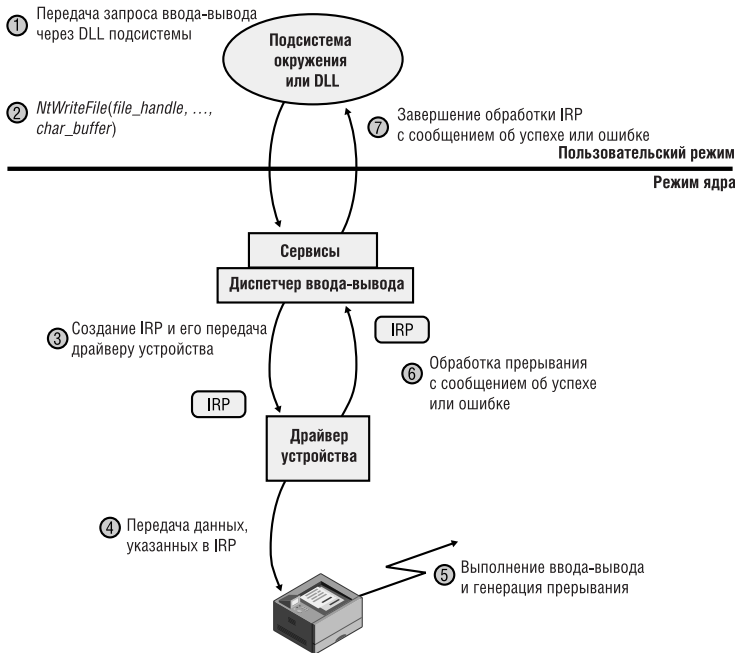 1 Передача запроса ввода-вывода
через DLL подсистемы
Подсистема
окружения
или DLL
2 NtWriteFile(file_handle, ...,
char_buffer)
7 Завершение обработки IRP
с сообщением об успехе или ошибке
Пользовательский режим
Режим ядра
Сервисы
Диспетчер ввода-вывода
3 Создание IRP и его передача
драйверу устройства
IRP
6 Обработка прерывания
с сообщением об успехе
или ошибке
IRP
Драйвер
устройства
4 Передача данных,
указанных в IRP
5 Выполнение ввода-вывода
и генерация прерывания